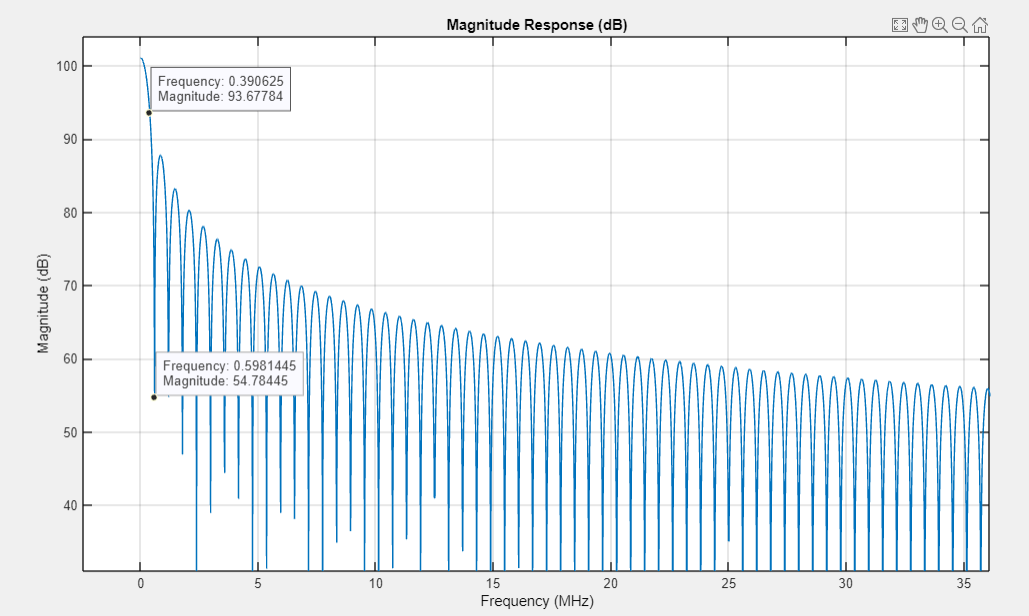 Magnitude Response (dB)
100
Frequency: 0.390625
Magnitude: 93.67784
90
80
70
Magnitude (dB)
60
Frequency: 0.5981445
Magnitude: 54.78445
50
40
0 5 10 15 20 25 30 35
Frequency (MHz)